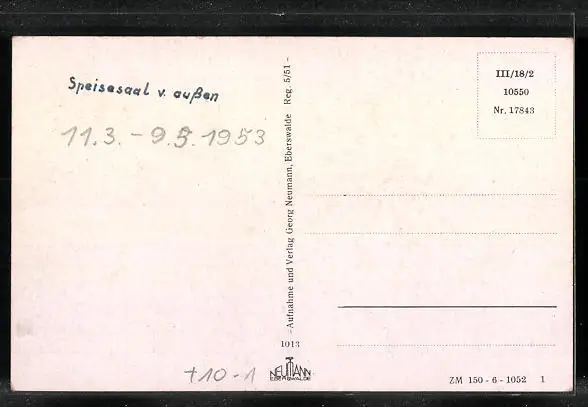 Speisesaal v. außen
11.3. - 9.5.1953
-Aufnahme und Verlag Georg Neumann, Eberswalde Reg. 5/51-
1013
NEUMANN
EBERSWALDE
+10-1
III/18/2
10550
Nr. 17843
ZM 150-6-1052 1